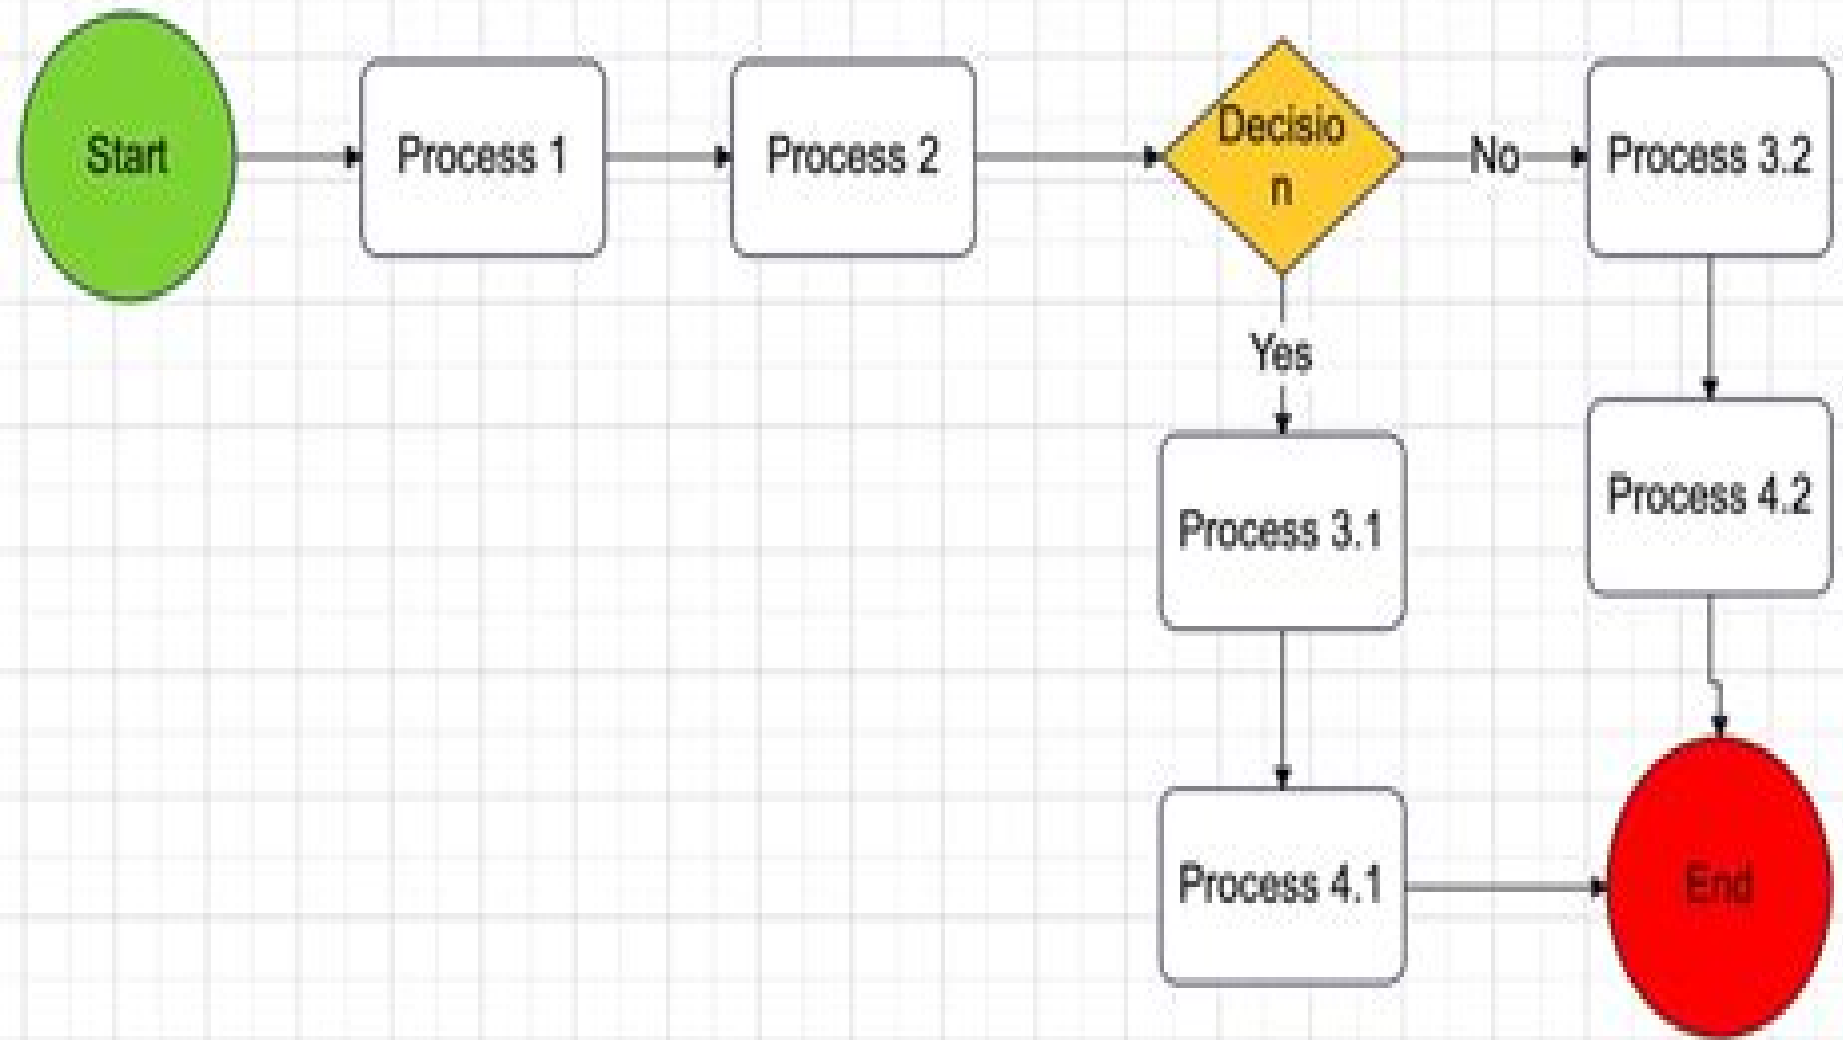 Start
Process 1
Process 2
Decisio
n
No
Process 3.2
Yes
Process 3.1
Process 4.2
Process 4.1
End